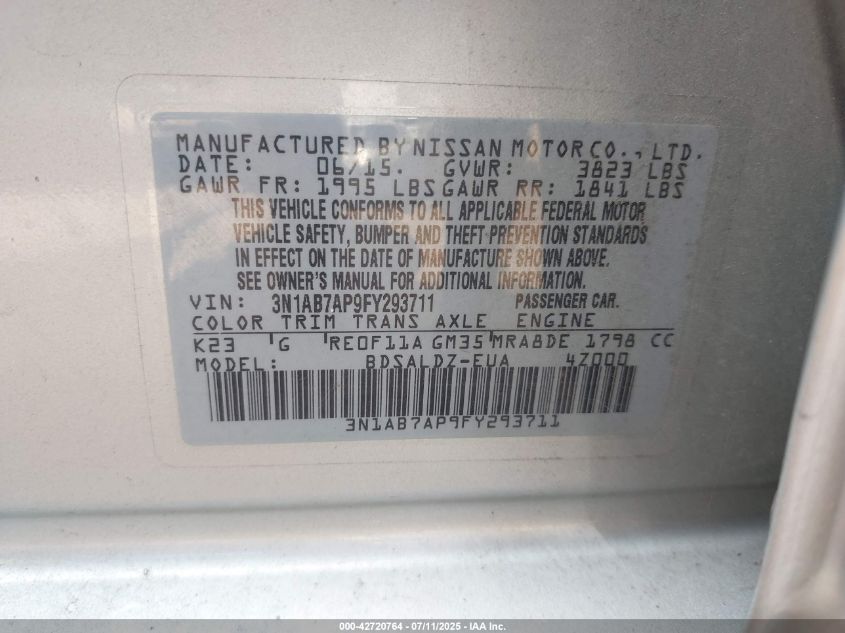 MANUFACTURED BY NISSAN MOTOR CO., LTD.
DATE: 06/15. GVWR: 3823 LBS
GAWR FR: 1995 LBS GAWR RR: 1841 LBS
THIS VEHICLE CONFORMS TO ALL APPLICABLE FEDERAL MOTOR
VEHICLE SAFETY, BUMPER AND THEFT PREVENTION STANDARDS
IN EFFECT ON THE DATE OF MANUFACTURE SHOWN ABOVE.
SEE OWNER'S MANUAL FOR ADDITIONAL INFORMATION.
VIN: 3N1AB7AP9FY293711 PASSENGER CAR.
COLOR TRIM TRANS AXLE ENGINE
K23 G RE0F11A GM35 MRA8DE 1798 CC
MODEL: BDSALDZ-EUA 4Z000
3N1AB7AP9FY293711
000-42720764 - 07/11/2025 - IAA Inc.